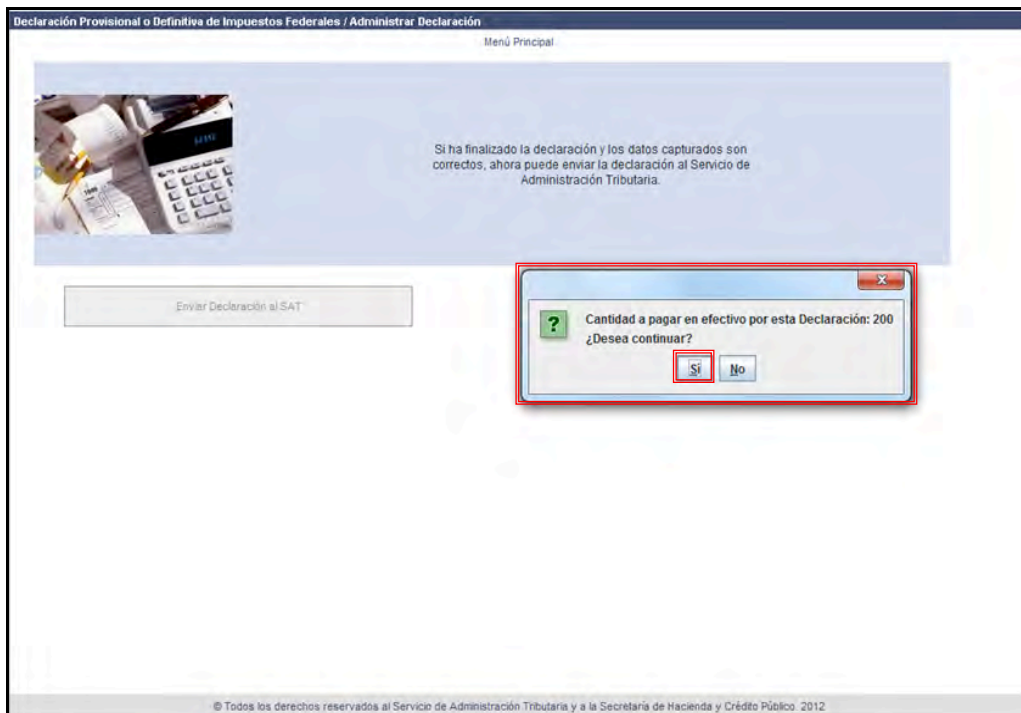 Declaración Provisional o Definitiva de Impuestos Federales / Administrar Declaración
Menú Principal
Si ha finalizado la declaración y los datos capturados son
correctos, ahora puede enviar la declaración al Servicio de
Administración Tributaria.
Enviar Declaración al SAT
X
?
Cantidad a pagar en efectivo por esta Declaración: 200
¿Desea continuar?
Si No
© Todos los derechos reservados al Servicio de Administración Tributaria y a la Secretaría de Hacienda y Crédito Público 2012